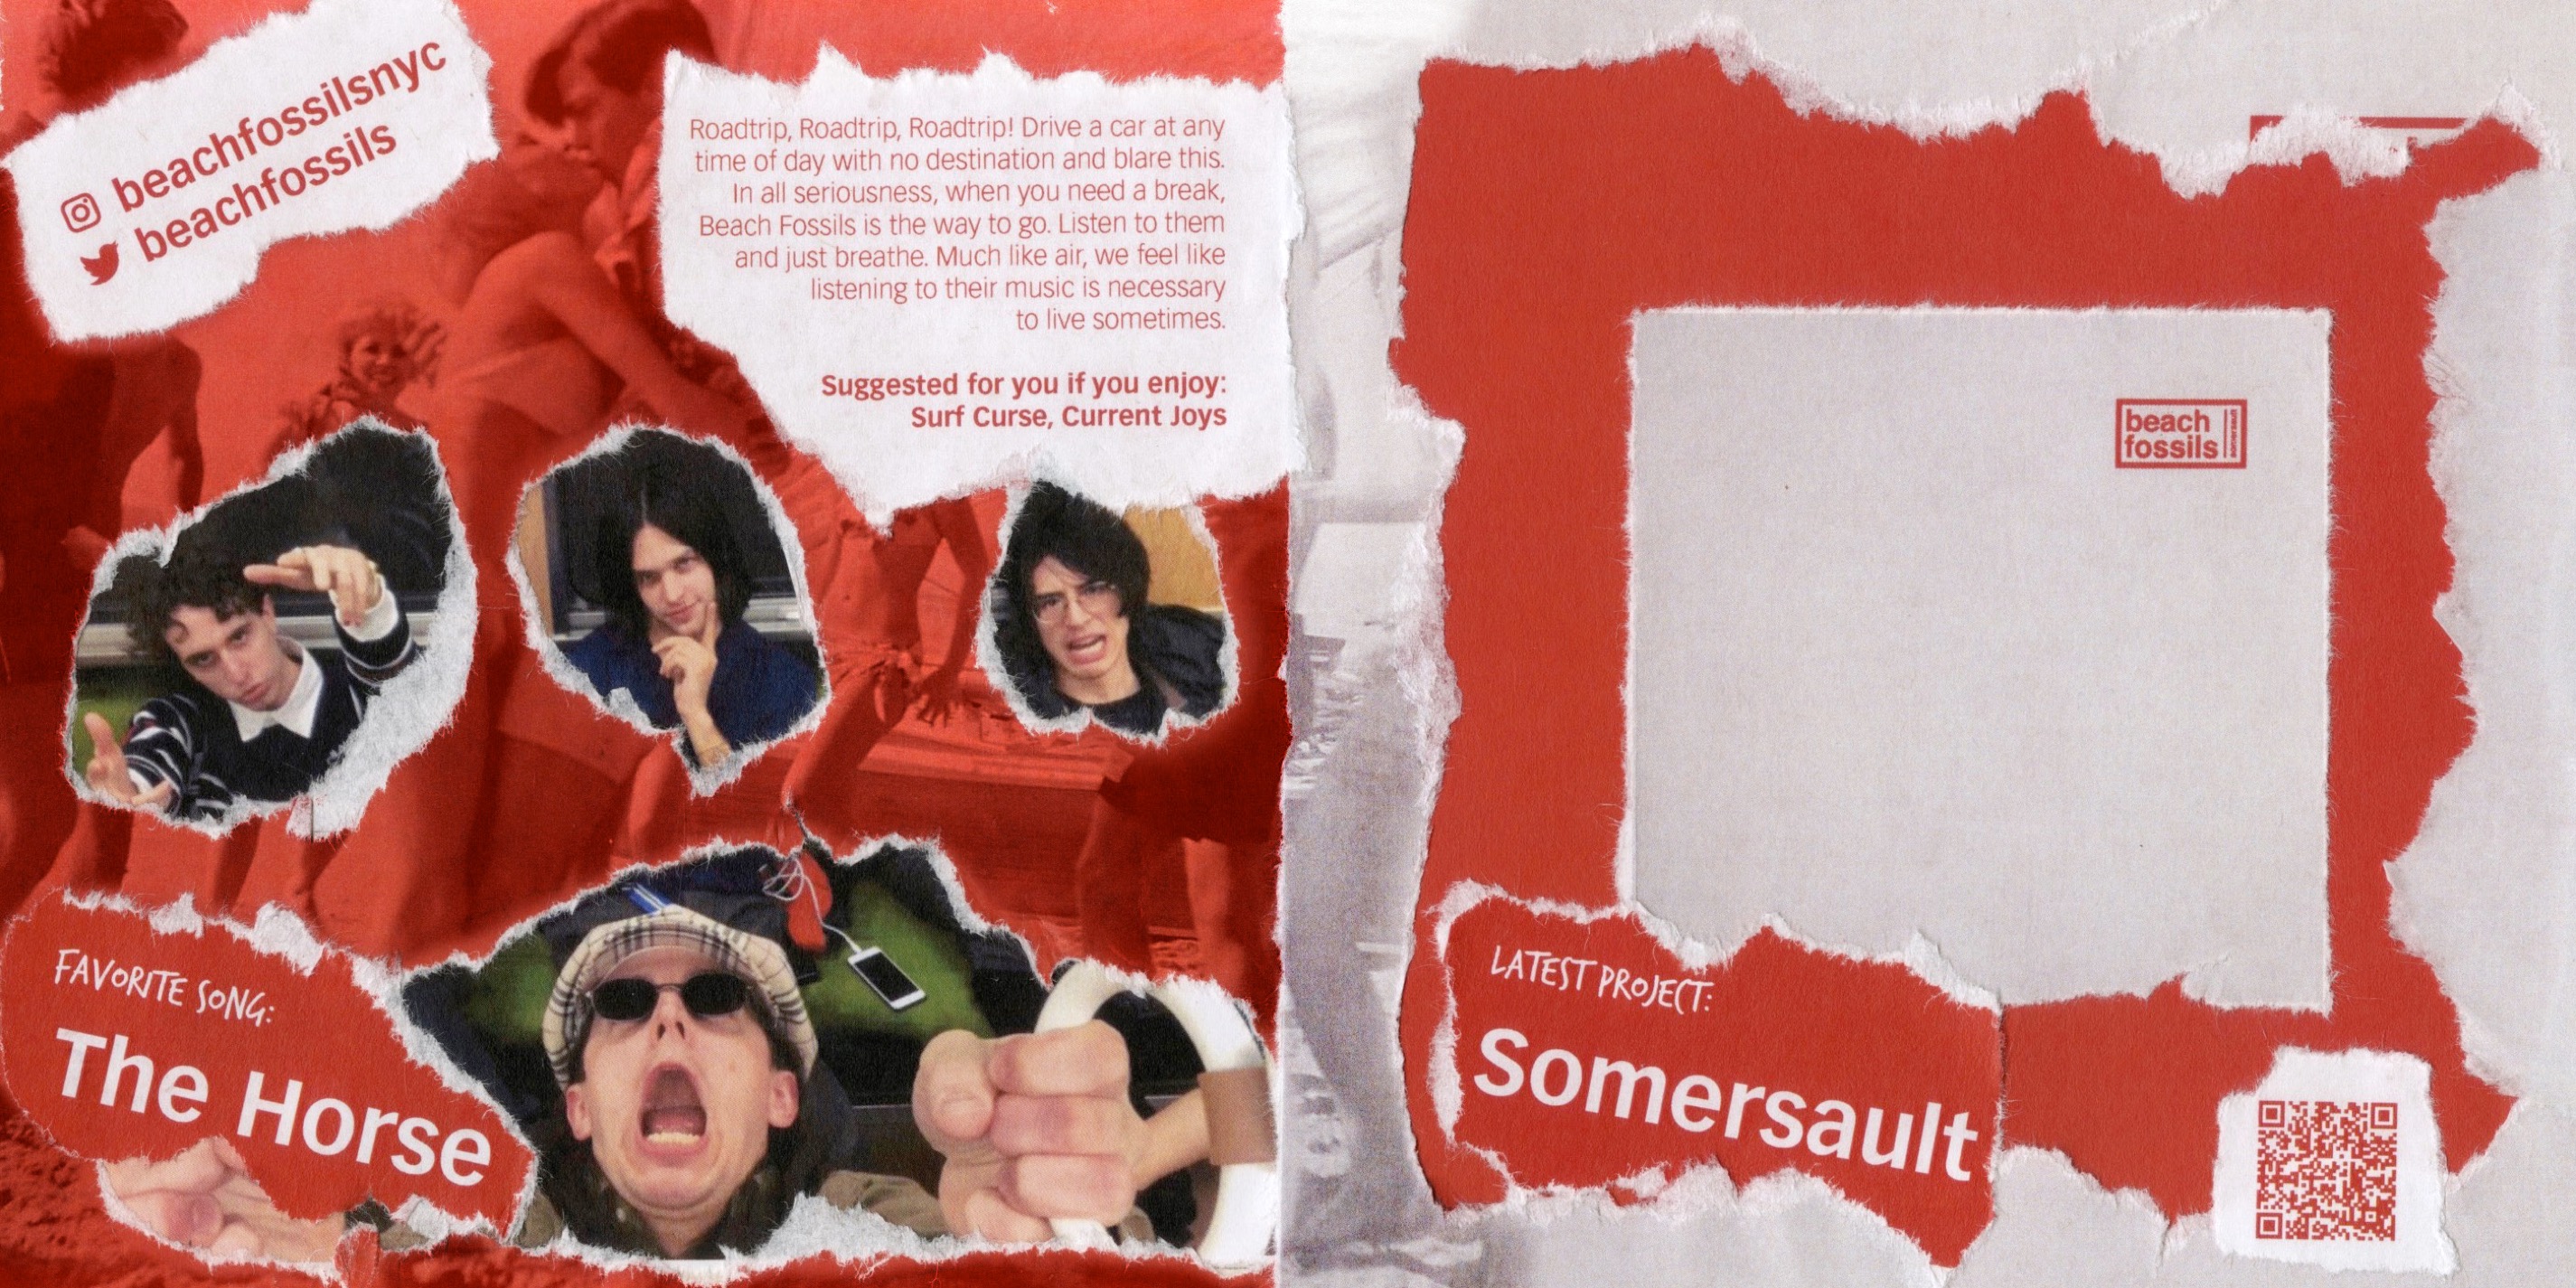 beachfossilsnyc
beachfossils
Roadtrip, Roadtrip, Roadtrip! Drive a car at any
time of day with no destination and blare this.
In all seriousness, when you need a break,
Beach Fossils is the way to go. Listen to them
and just breathe. Much like air, we feel like
listening to their music is necessary
to live sometimes.
Suggested for you if you enjoy:
Surf Curse, Current Joys
FAVORITE SONG:
The Horse
beach
fossils
LATEST PROJECT:
Somersault